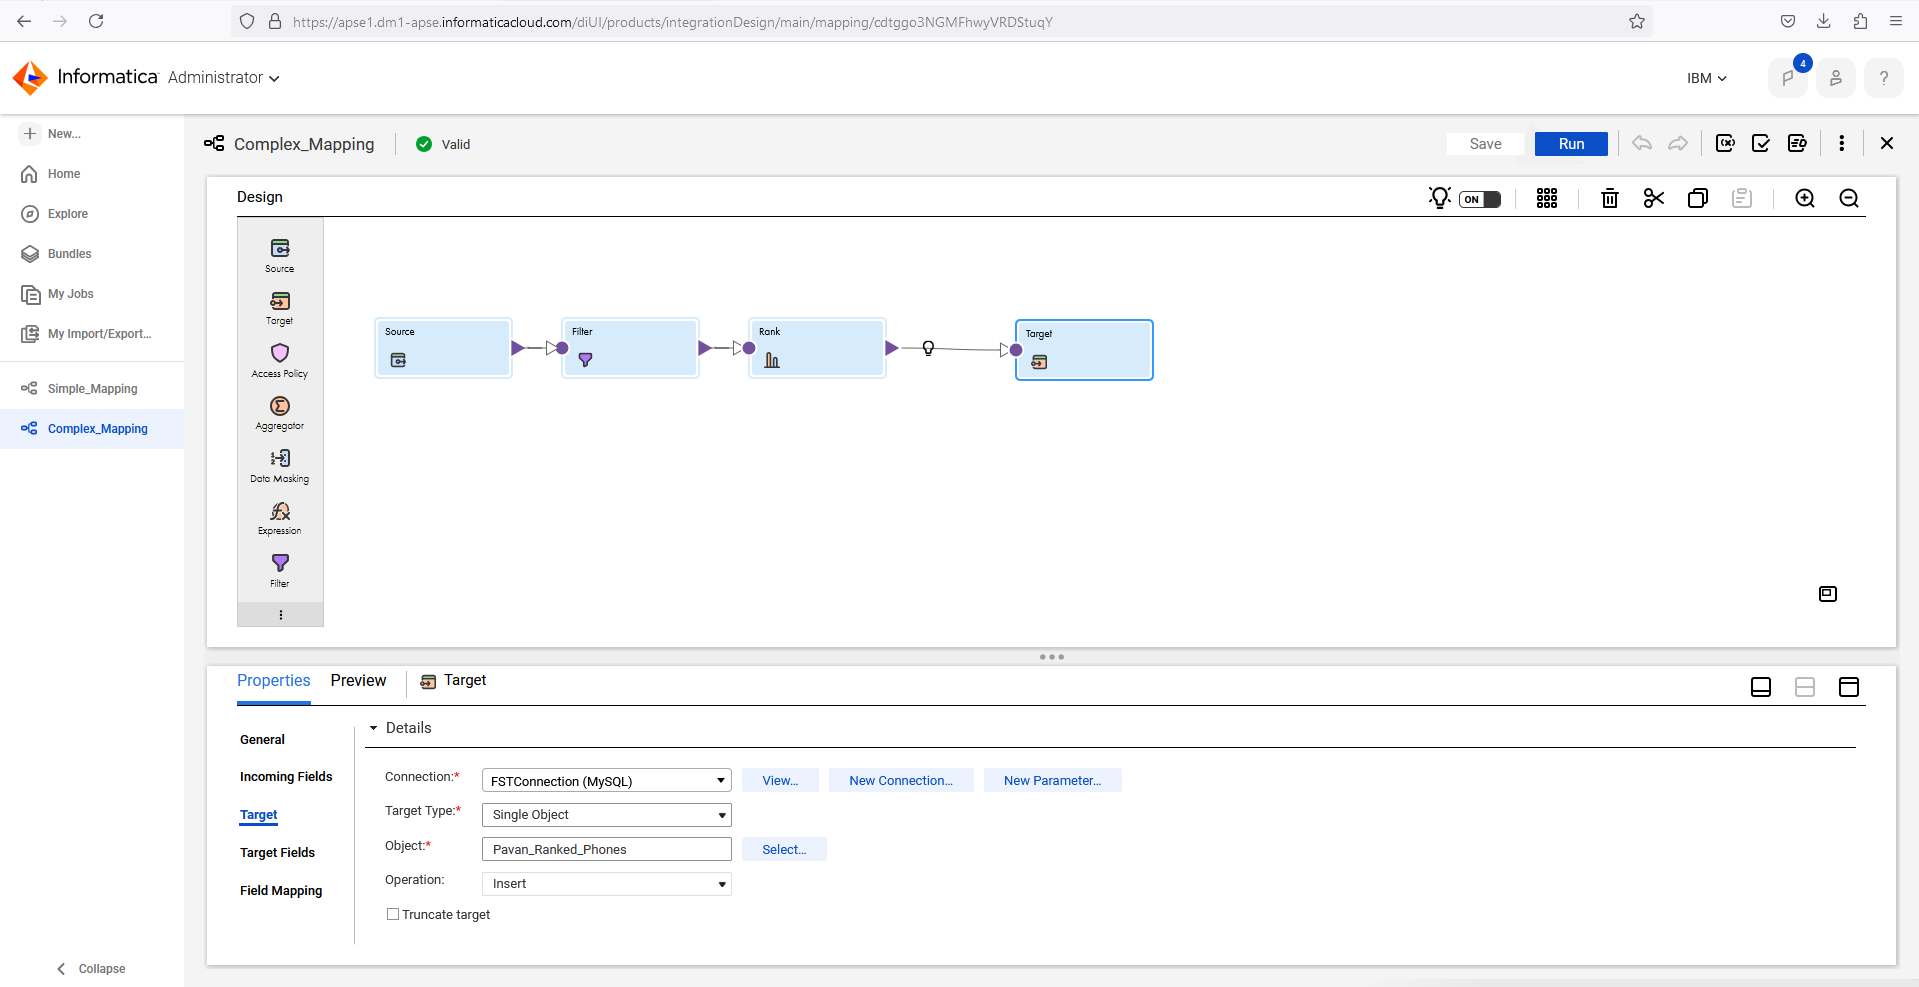 https://apse1.dm1-apse.informaticacloud.com/diUI/products/integrationDesign/main/mapping/cdtggo3NGMFhwyVRDStuqY
Informatica Administrator
IBM
4
?
New...
Home
Explore
Bundles
My Jobs
My Import/Export...
Simple_Mapping
Complex_Mapping
Collapse
Complex_Mapping
Valid
Save
Run
Design
ON
Source
Target
Access Policy
Aggregator
Data Masking
Expression
Filter
Source
Filter
Rank
Target
Properties
Preview
Target
General
Incoming Fields
Target
Target Fields
Field Mapping
Details
Connection:* FSTConnection (MySQL) View... New Connection... New Parameter...
Target Type:* Single Object
Object:* Pavan_Ranked_Phones Select...
Operation: Insert
Truncate target